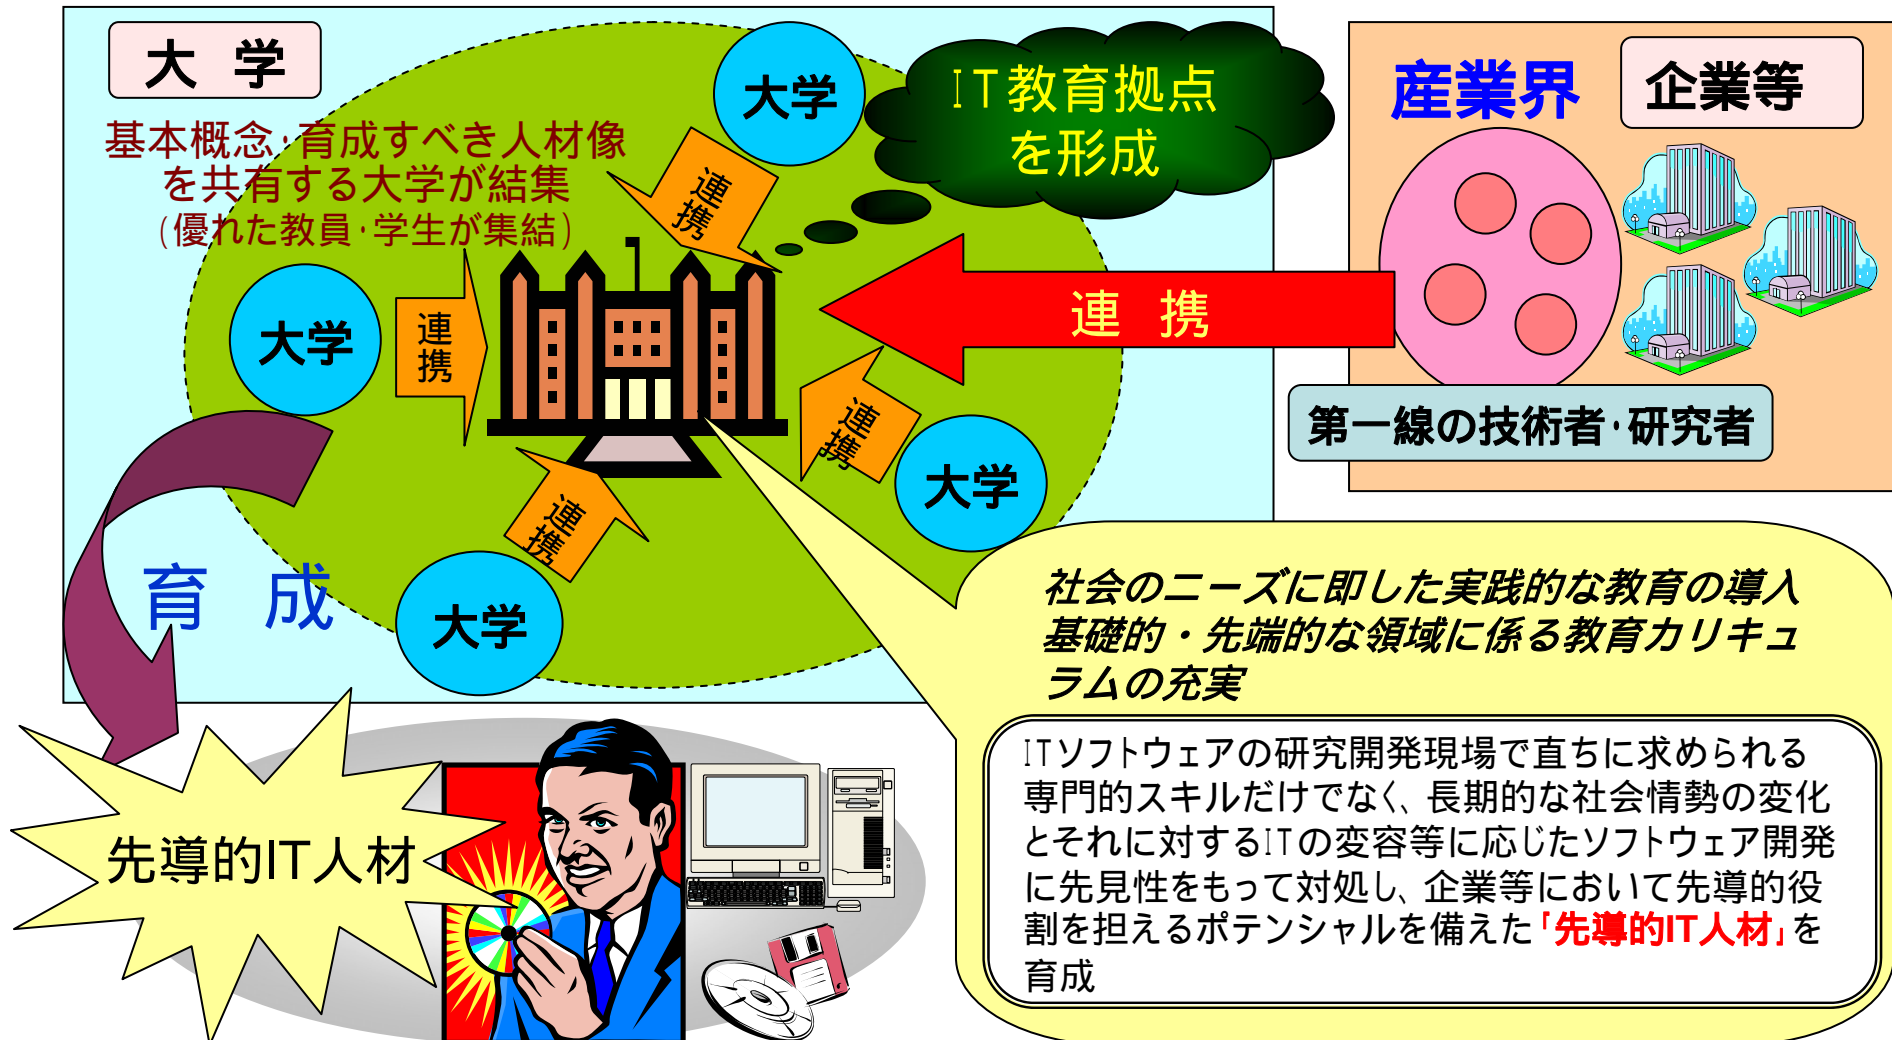 大 学
基本概念・育成すべき人材像
を共有する大学が結集
（優れた教員・学生が集結）
大学
IT教育拠点
を形成
産業界
企業等
連携
大学
連携
連 携
第一線の技術者・研究者
連携
大学
連携
大学
育 成
社会のニーズに即した実践的な教育の導入
基礎的・先端的な領域に係る教育カリキュ
ラムの充実
ITソフトウェアの研究開発現場で直ちに求められる
専門的スキルだけでなく、長期的な社会情勢の変化
とそれに対するITの変容等に応じたソフトウェア開発
に先見性をもって対処し、企業等において先導的役
割を担えるポテンシャルを備えた「先導的IT人材」を
育成
先導的IT人材